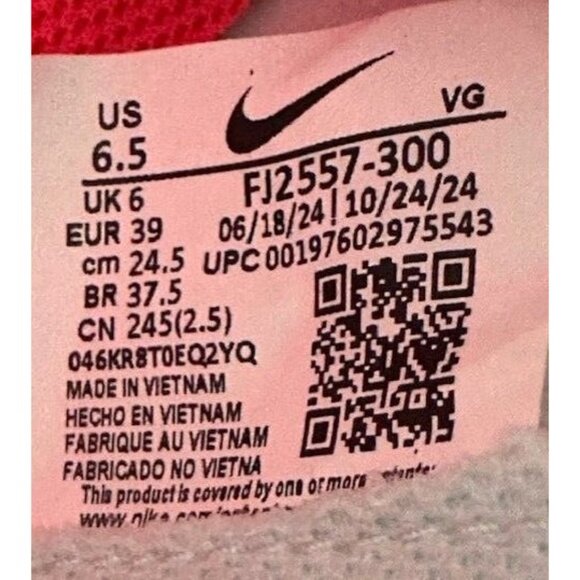 US
6.5
VG
UK 6
EUR 39
cm 24.5
BR 37.5
CN 245(2.5)
FJ2557-300
06/18/24 | 10/24/24
UPC 00197602975543
046KR8T0EQ2YQ
MADE IN VIETNAM
HECHO EN VIETNAM
FABRIQUE AU VIETNAM
FABRICADO NO VIETNA
This product is covered by one or more
www.nike.com